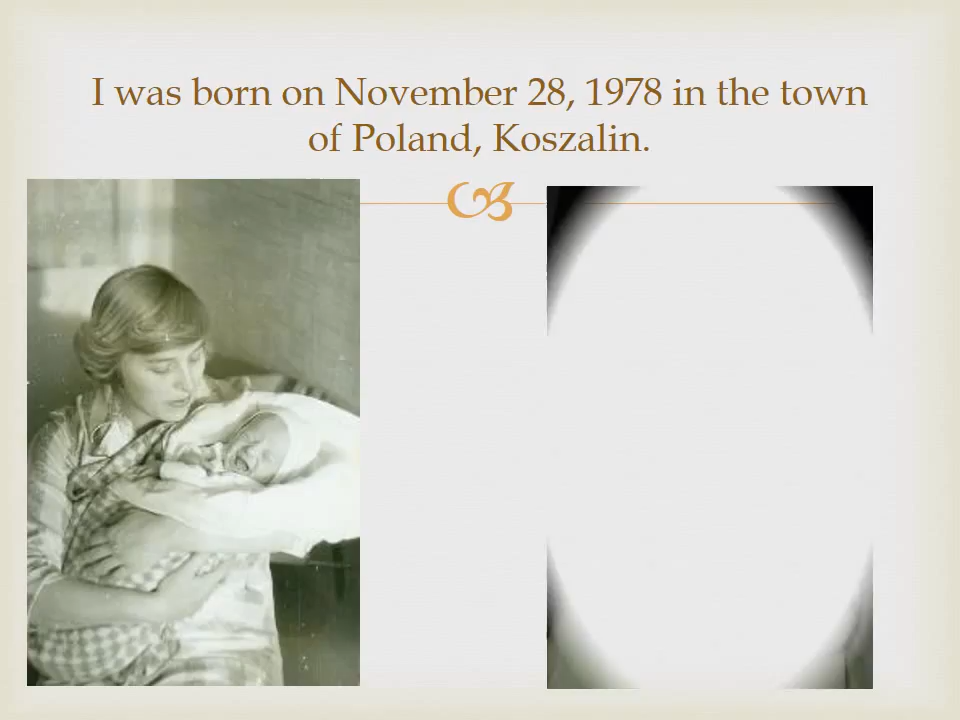 I was born on November 28, 1978 in the town
of Poland, Koszalin.